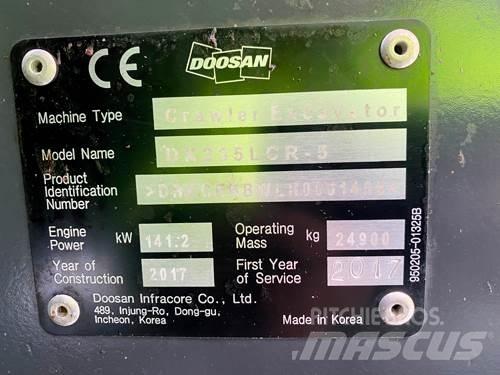 CE DOOSAN
Machine Type Crawler Excavator
Model Name DX235LCR-5
Product
Identification
Number
Engine
Power kW 141.2 Operating
Mass kg 24900
Year of
Construction 2017 First Year
of Service 2017
Doosan Infracore Co., Ltd.
489, Injung-Ro, Dong-gu,
Incheon, Korea
Made in Korea
950205-01325B
RITCHIE BROS.
MASCUS